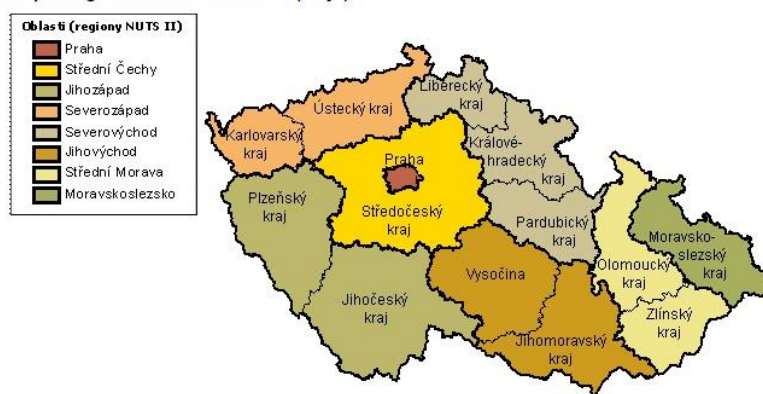 Oblasti (regiony NUTS II)
Praha
Střední Čechy
Jihozápad
Severozápad
Severovýchod
Jihovýchod
Střední Morava
Moravskoslezsko
Liberecký
kraj
Ústecký kraj
Karlovarský
kraj
Králové-
hradecký
kraj
Praha
Plzeňský
kraj
Středočeský
kraj
Pardubický
kraj
Moravsko-
slezský
kraj
Olomoucký
kraj
Vysočina
Jihočeský
kraj
Zlínský
kraj
Jihomoravský
kraj